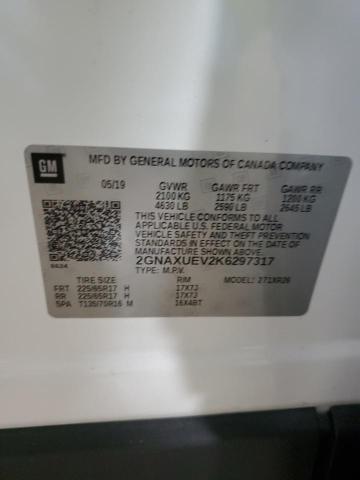 GM
MFD BY GENERAL MOTORS OF CANADA COMPANY
05/19 GVWR GAWR FRT GAWR RR
2100 KG 1175 KG 1200 KG
4630 LB 2590 LB 2645 LB
THIS VEHICLE CONFORMS TO ALL
APPLICABLE U.S. FEDERAL MOTOR
VEHICLE SAFETY, BUMPER, AND THEFT
PREVENTION STANDARDS IN EFFECT ON
THE DATE OF MANUFACTURE SHOWN ABOVE.
2GNAXUEV2K6297317
TYPE: M.P.V. MODEL: 271XR26
TIRE SIZE RIM
FRT 225/65R17 H 17X7J
RR 225/65R17 H 17X7J
SPA T135/70R16 M 16X4BT